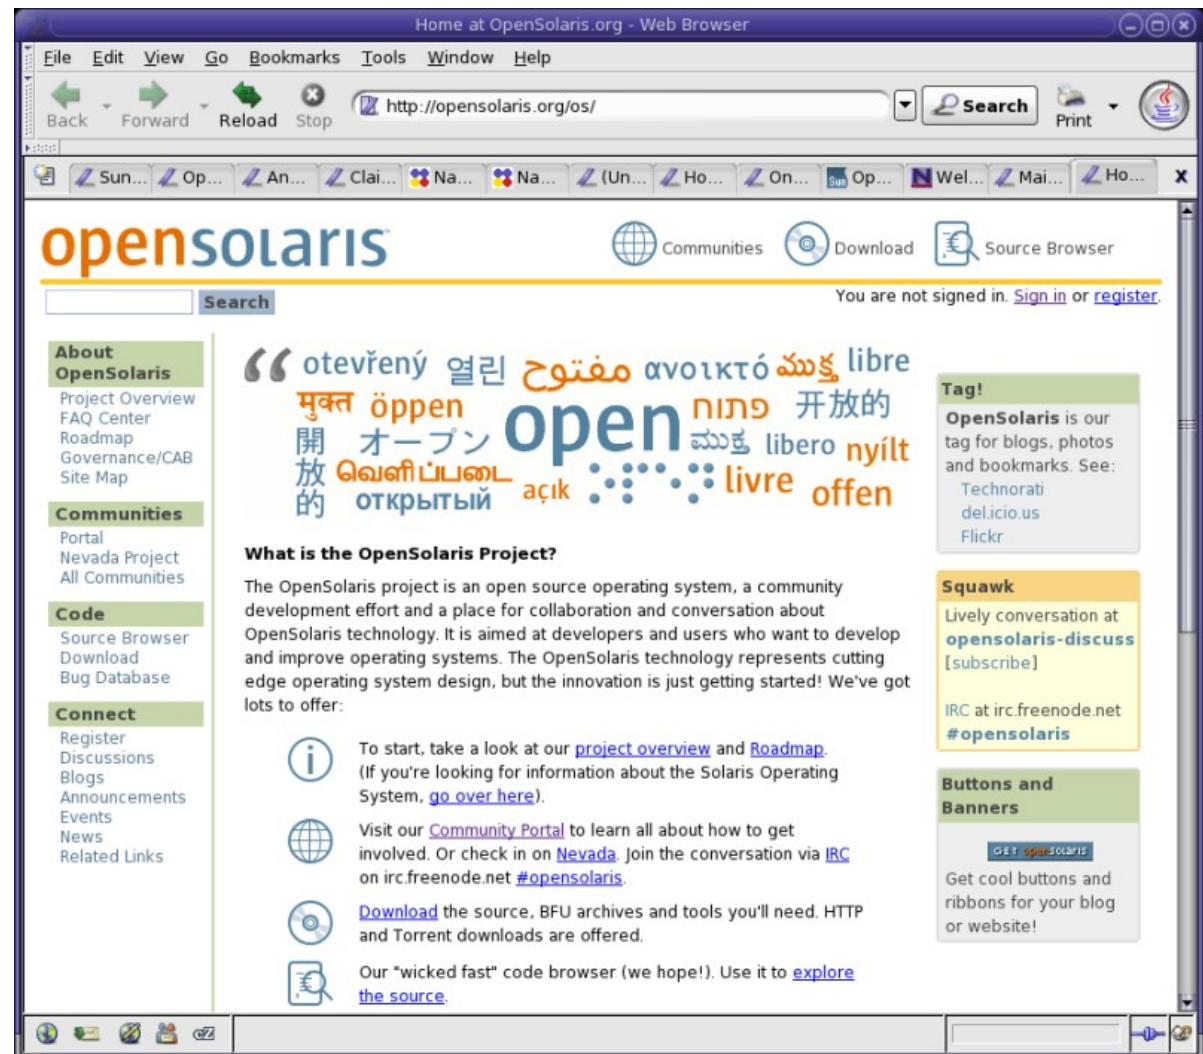 Home at OpenSolaris.org - Web Browser
File Edit View Go Bookmarks Tools Window Help
Back Forward Reload Stop http://opensolaris.org/os/ Search Print
Sun... Op... An... Clai... Na... Na... (Un... Ho... On... Op... Wel... Mai... Ho... x
opensolaris Communities Download Source Browser
Search
You are not signed in. Sign in or register.
About
OpenSolaris
Project Overview
FAQ Center
Roadmap
Governance/CAB
Site Map
Communities
Portal
Nevada Project
All Communities
Code
Source Browser
Download
Bug Database
Connect
Register
Discussions
Blogs
Announcements
Events
News
Related Links
otevřený 열린 مفتوح ανοικτό ముక్త libre
मुक्त öppen open פתוח 开放的
開放的 オープン ಮುಕ್ತ libero nyílt
வெளிப்படை livre
открытый açık offen
What is the OpenSolaris Project?
The OpenSolaris project is an open source operating system, a community
development effort and a place for collaboration and conversation about
OpenSolaris technology. It is aimed at developers and users who want to develop
and improve operating systems. The OpenSolaris technology represents cutting
edge operating system design, but the innovation is just getting started! We've got
lots to offer:
To start, take a look at our project overview and Roadmap.
(If you're looking for information about the Solaris Operating
System, go over here).
Visit our Community Portal to learn all about how to get
involved. Or check in on Nevada. Join the conversation via IRC
on irc.freenode.net #opensolaris.
Download the source, BFU archives and tools you'll need. HTTP
and Torrent downloads are offered.
Our "wicked fast" code browser (we hope!). Use it to explore
the source.
Tag!
OpenSolaris is our
tag for blogs, photos
and bookmarks. See:
Technorati
del.icio.us
Flickr
Squawk
Lively conversation at
opensolaris-discuss
[subscribe]
IRC at irc.freenode.net
#opensolaris
Buttons and
Banners
GET opensolaris
Get cool buttons and
ribbons for your blog
or website!